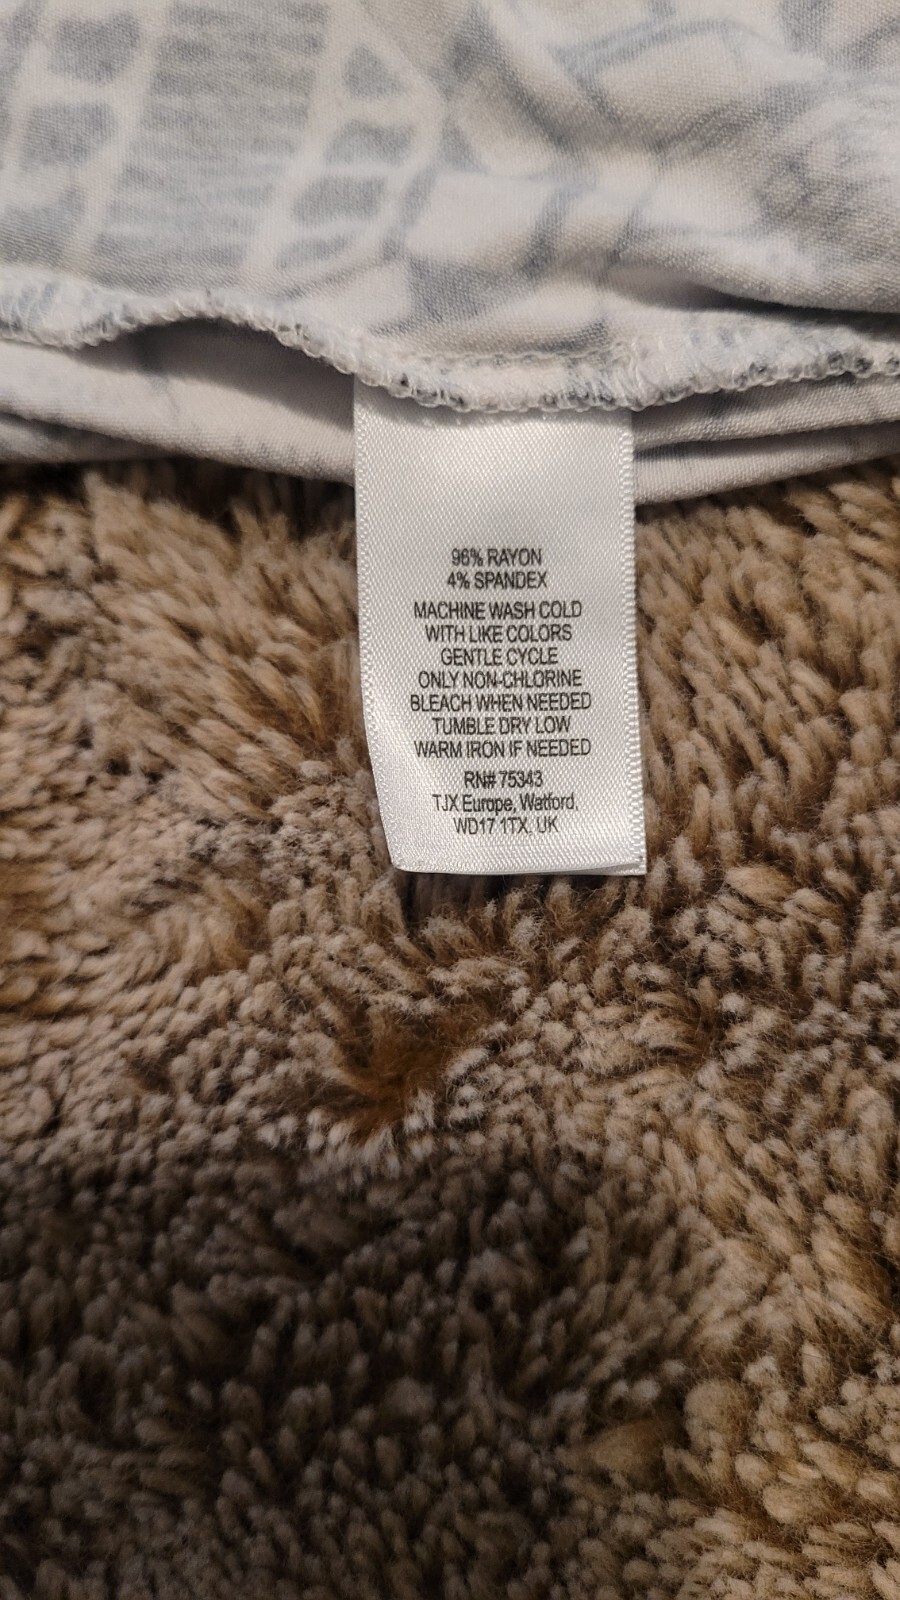 96% RAYON
4% SPANDEX
MACHINE WASH COLD
WITH LIKE COLORS
GENTLE CYCLE
ONLY NON-CHLORINE
BLEACH WHEN NEEDED
TUMBLE DRY LOW
WARM IRON IF NEEDED
RN# 75343
TJX Europe, Watford,
WD17 1TX. UK